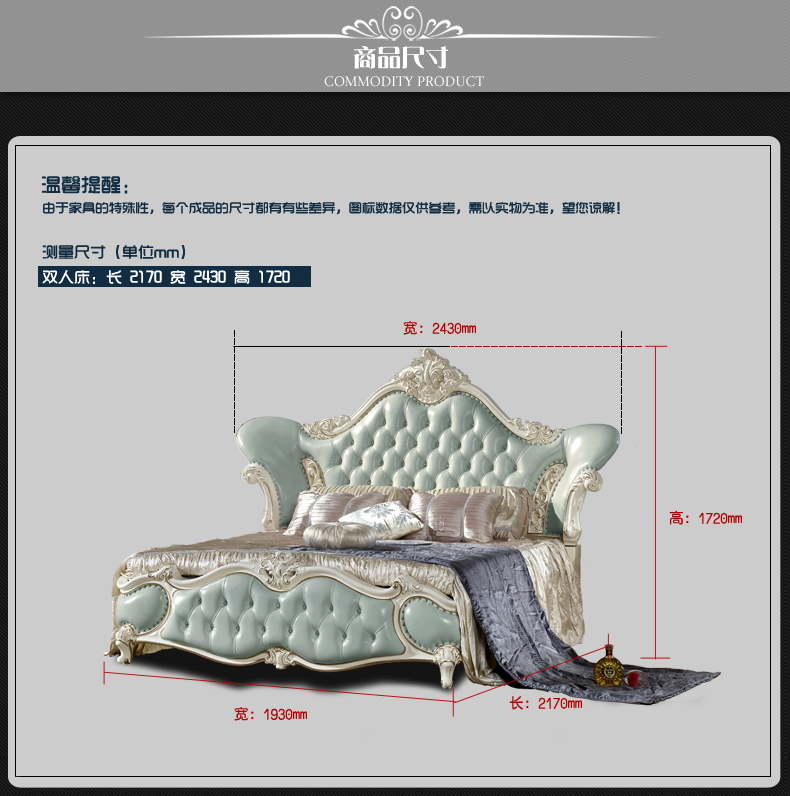 商品尺寸
COMMODITY PRODUCT
温馨提醒：
由于家具的特殊性，每个成品的尺寸都有有些差异，图标数据仅供参考，需以实物为准，望您谅解！
测量尺寸（单位mm）
双人床：长 2170 宽 2430 高 1720
宽：2430mm
高：1720mm
长：2170mm
宽：1930mm